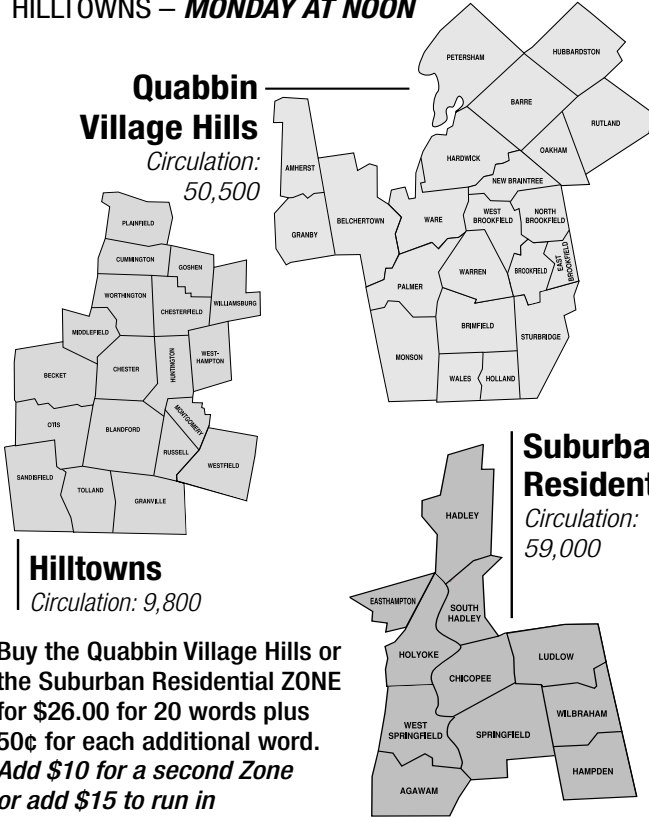 HILLTOWNS – MONDAY AT NOON
Quabbin
Village Hills
Circulation:
50,500
PETERSHAM
HUBBARDSTON
BARRE
RUTLAND
OAKHAM
HARDWICK
NEW BRAINTREE
AMHERST
BELCHERTOWN
GRANBY
WARE
WEST
BROOKFIELD
NORTH
BROOKFIELD
EAST
BROOKFIELD
BROOKFIELD
WARREN
PALMER
BRIMFIELD
STURBRIDGE
MONSON
WALES
HOLLAND
PLAINFIELD
CUMMINGTON
GOSHEN
WORTHINGTON
CHESTERFIELD
WILLIAMSBURG
MIDDLEFIELD
WEST-
HAMPTON
HUNTINGTON
CHESTER
BECKET
MONTGOMERY
OTIS
BLANDFORD
RUSSELL
WESTFIELD
SANDISFIELD
TOLLAND
GRANVILLE
Hilltowns
Circulation: 9,800
Suburba
Resident
Circulation:
59,000
HADLEY
EASTHAMPTON
SOUTH
HADLEY
HOLYOKE
CHICOPEE
LUDLOW
WILBRAHAM
WEST
SPRINGFIELD
SPRINGFIELD
HAMPDEN
AGAWAM
Buy the Quabbin Village Hills or
the Suburban Residential ZONE
for $26.00 for 20 words plus
50¢ for each additional word.
Add $10 for a second Zone
or add $15 to run in